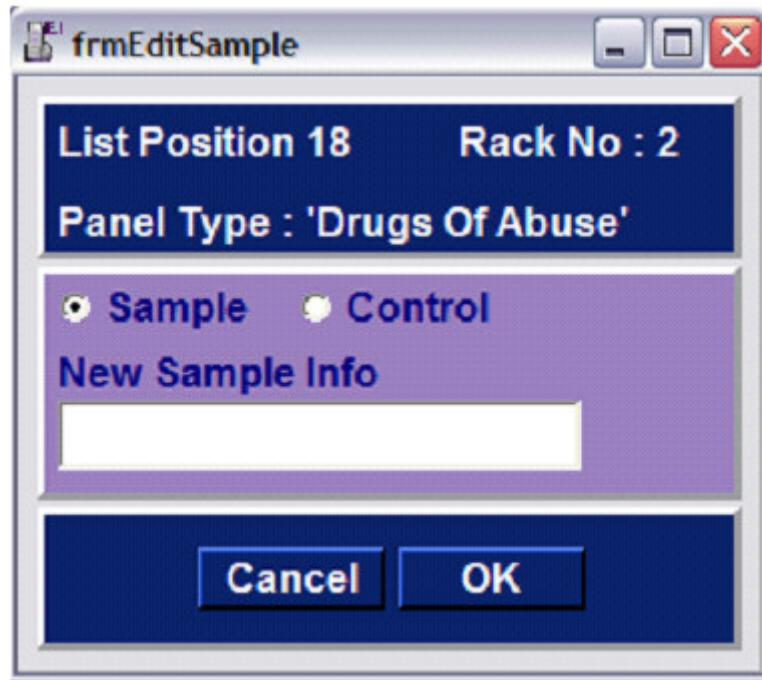 frmEditSample
List Position 18 Rack No : 2
Panel Type : 'Drugs Of Abuse'
Sample Control
New Sample Info
Cancel OK